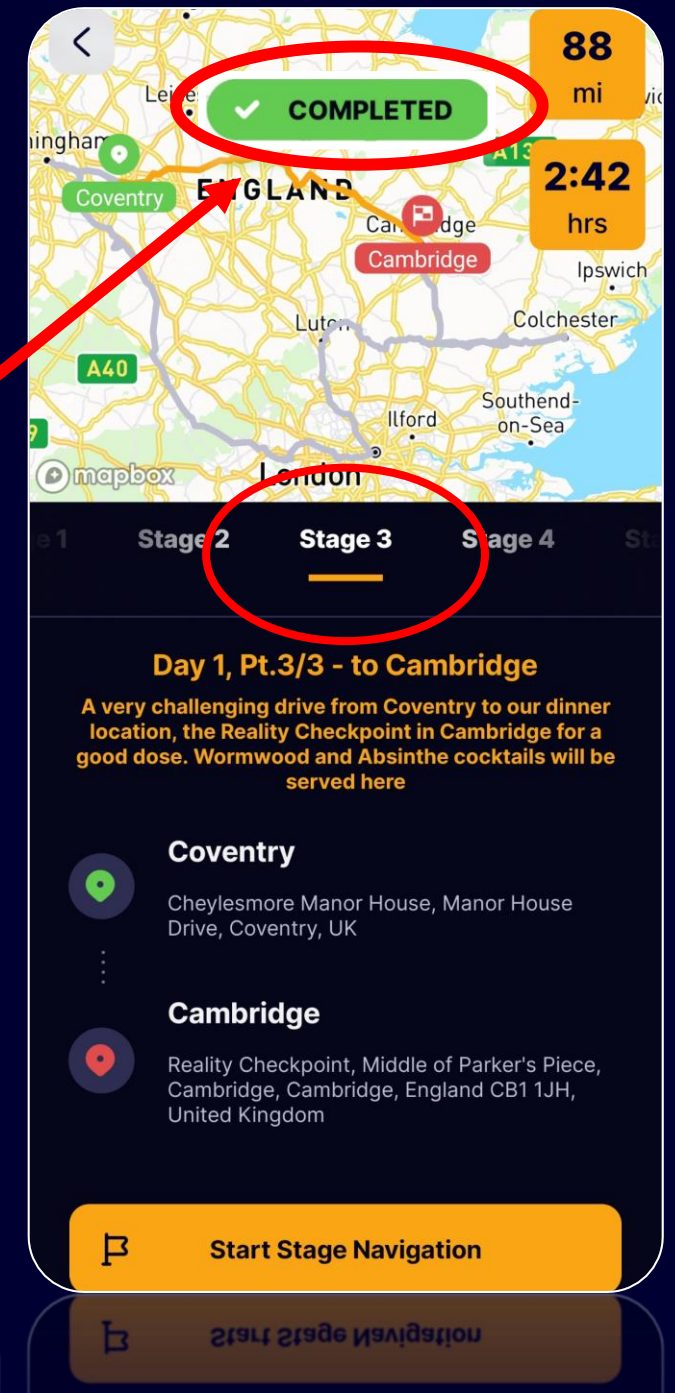 88
mi
COMPLETED
2:42
hrs
Coventry
ENGLAND
Cambridge
Ipswich
Luton
Colchester
A40
Ilford
Southend-
on-Sea
mapbox
London
Stage 2
Stage 3
Stage 4
Day 1, Pt.3/3 - to Cambridge
A very challenging drive from Coventry to our dinner
location, the Reality Checkpoint in Cambridge for a
good dose. Wormwood and Absinthe cocktails will be
served here
Coventry
Cheylesmore Manor House, Manor House
Drive, Coventry, UK
Cambridge
Reality Checkpoint, Middle of Parker's Piece,
Cambridge, Cambridge, England CB1 1JH,
United Kingdom
Start Stage Navigation
Start Stage Navigation